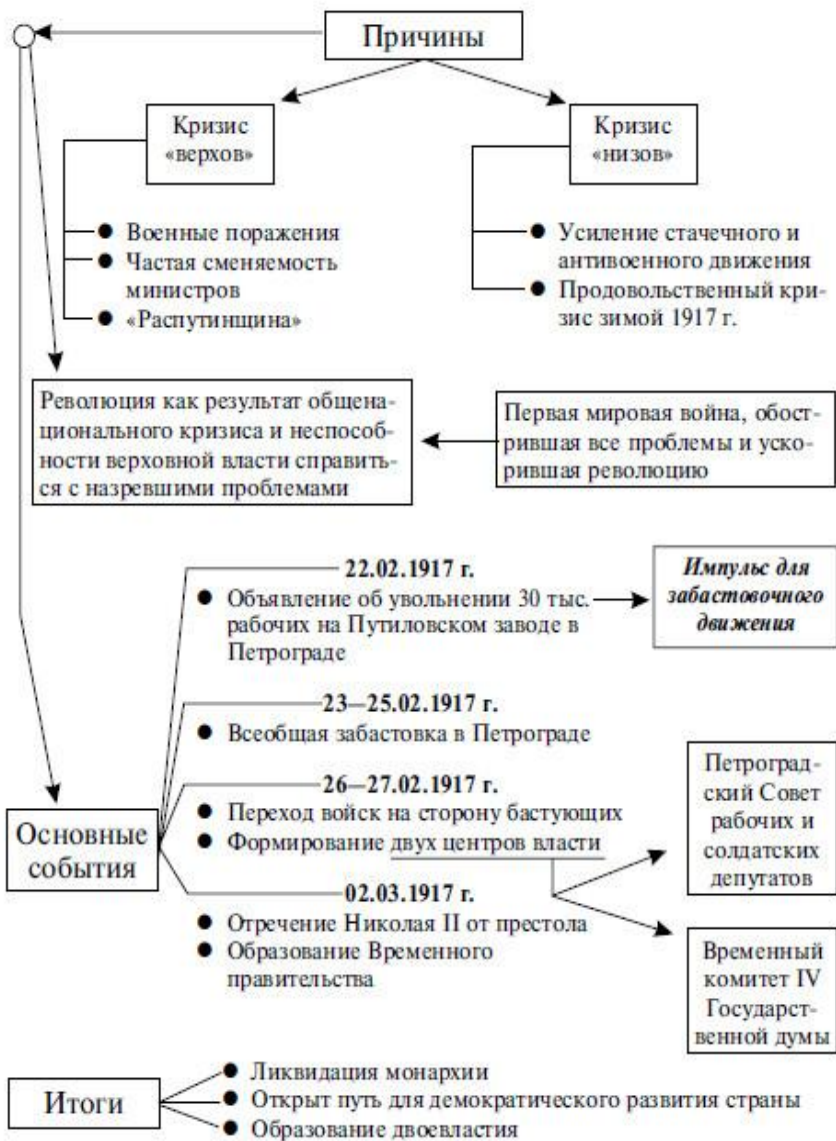 Причины
Кризис
«верхов»
Кризис
«низов»
Военные поражения
Частая сменяемость
министров
«Распутинщина»
Усиление стачечного и
антивоенного движения
Продовольственный кри-
зис зимой 1917 г.
Революция как результат общена-
ционального кризиса и неспособ-
ности верховной власти справить-
ся с назревшими проблемами
Первая мировая война, обост-
рившая все проблемы и уско-
рившая революцию
22.02.1917 г.
Объявление об увольнении 30 тыс.
рабочих на Путиловском заводе в
Петрограде
Импульс для
забастовочного
движения
23—25.02.1917 г.
Всеобщая забастовка в Петрограде
26—27.02.1917 г.
Переход войск на сторону бастующих
Формирование двух центров власти
Петроград-
ский Совет
рабочих и
солдатских
депутатов
Основные
события
02.03.1917 г.
Отречение Николая II от престола
Образование Временного
правительства
Временный
комитет IV
Государст-
венной думы
Итоги
Ликвидация монархии
Открыт путь для демократического развития страны
Образование двоевластия